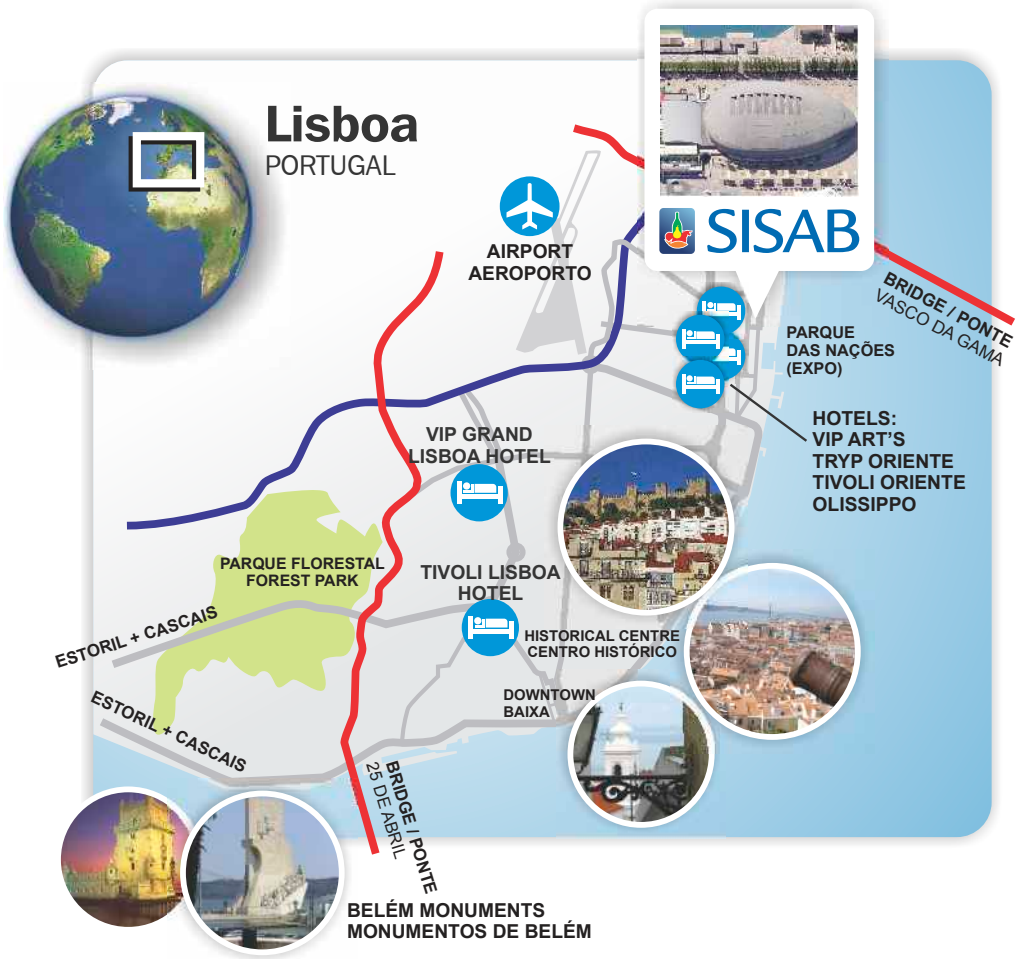 Lisboa
PORTUGAL
SISAB
AIRPORT
AEROPORTO
BRIDGE / PONTE
VASCO DA GAMA
PARQUE
DAS NAÇÕES
(EXPO)
HOTELS:
VIP ART'S
TRYP ORIENTE
TIVOLI ORIENTE
OLISSIPPO
VIP GRAND
LISBOA HOTEL
PARQUE FLORESTAL
FOREST PARK
TIVOLI LISBOA
HOTEL
ESTORIL + CASCAIS
HISTORICAL CENTRE
CENTRO HISTÓRICO
DOWNTOWN
BAIXA
ESTORIL + CASCAIS
BRIDGE / PONTE
25 DE ABRIL
BELÉM MONUMENTS
MONUMENTOS DE BELÉM